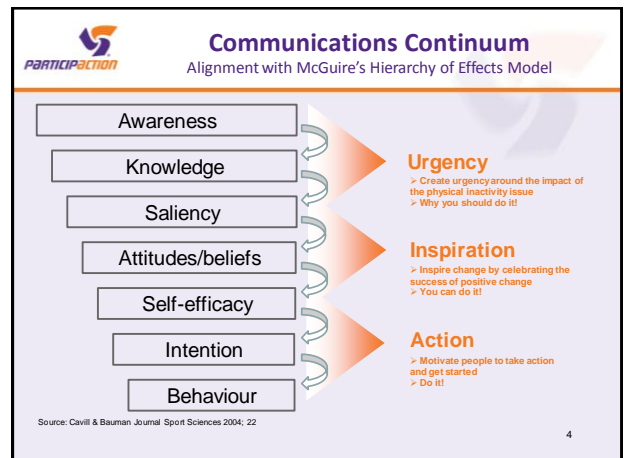 PARTICIPACTION
Communications Continuum
Alignment with McGuire's Hierarchy of Effects Model
Awareness
Knowledge
Saliency
Attitudes/beliefs
Self-efficacy
Intention
Behaviour
Urgency
➢ Create urgency around the impact of
the physical inactivity issue
➢ Why you should do it!
Inspiration
➢ Inspire change by celebrating the
success of positive change
➢ You can do it!
Action
➢ Motivate people to take action
and get started
➢ Do it!
Source: Cavill & Bauman Journal Sport Sciences 2004; 22
4